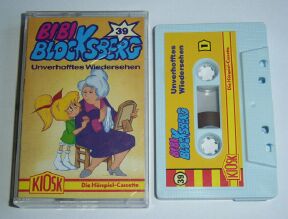 BIBI
BLOCKSBERG
39
Unverhofftes Wiedersehen
KIOSK
Die Hörspiel-Cassette
Unverhofftes
Wiedersehen
BIBI
BLOCKSBERG
39
KIOSK
Die Hörspiel-Cassette